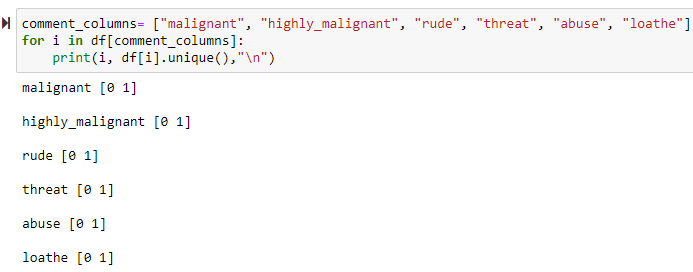 comment_columns= ["malignant", "highly_malignant", "rude", "threat", "abuse", "loathe"]
for i in df[comment_columns]:
    print(i, df[i].unique(),"\n")
malignant [0 1]
highly_malignant [0 1]
rude [0 1]
threat [0 1]
abuse [0 1]
loathe [0 1]